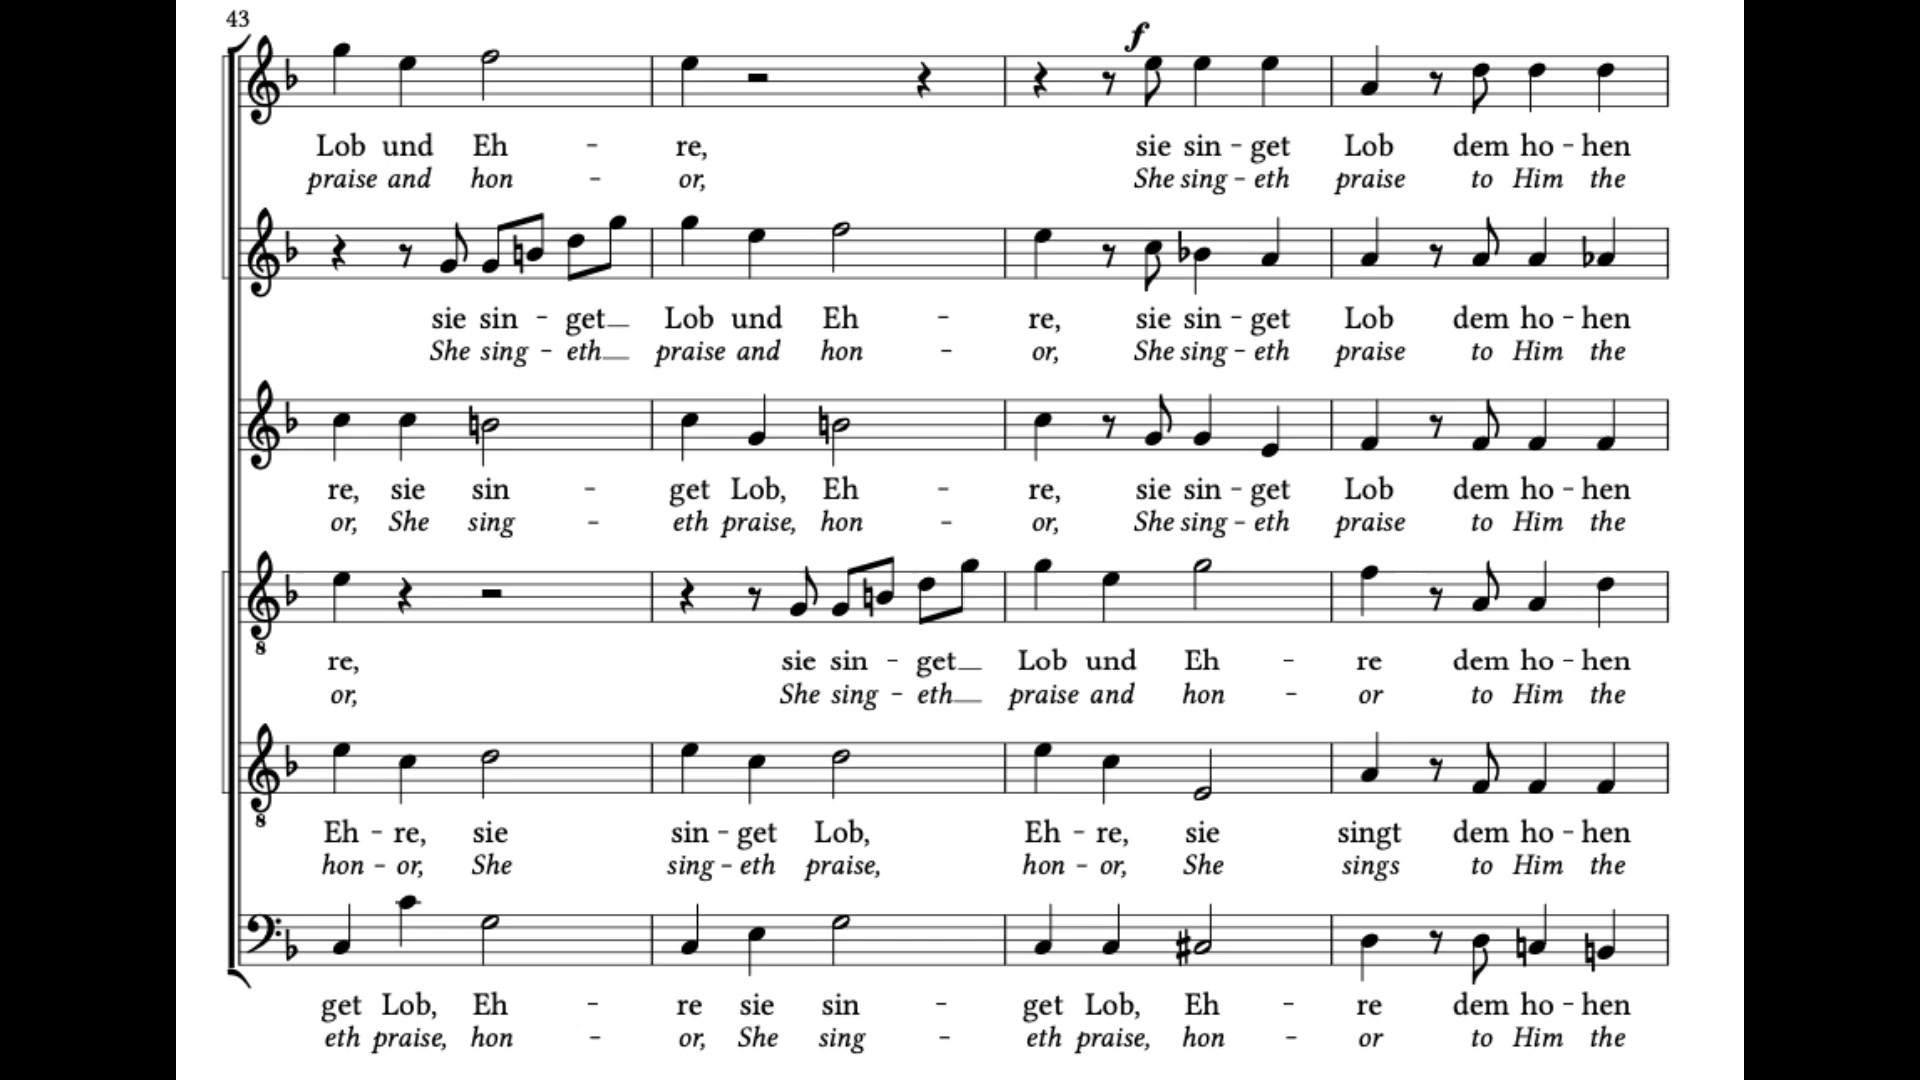 43
f
Lob und Eh - re, sie sin - get Lob dem ho - hen
praise and hon - or, She sing - eth praise to Him the
sie sin - get_ Lob und Eh - re, sie sin - get Lob dem ho - hen
She sing - eth_ praise and hon - or, She sing - eth praise to Him the
re, sie sin - get Lob, Eh - re, sie sin - get Lob dem ho - hen
or, She sing - eth praise, hon - or, She sing - eth praise to Him the
8
re, sie sin - get_ Lob und Eh - re dem ho - hen
or, She sing - eth_ praise and hon - or to Him the
8
Eh - re, sie sin - get Lob, Eh - re, sie singt dem ho - hen
hon - or, She sing - eth praise, hon - or, She sings to Him the
get Lob, Eh - re sie sin - get Lob, Eh - re dem ho - hen
eth praise, hon - or, She sing - eth praise, hon - or to Him the